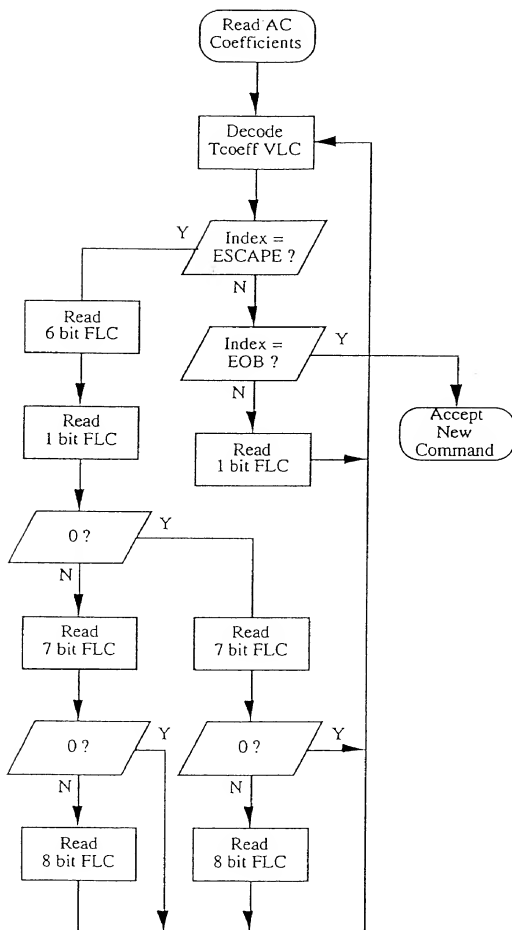 Read AC
Coefficients
Decode
Tcoeff VLC
Y
Index =
ESCAPE ?
N
Read
6 bit FLC
Index =
EOB ?
Y
N
Read
1 bit FLC
Read
1 bit FLC
Accept
New
Command
0 ?
Y
N
Read
7 bit FLC
Read
7 bit FLC
0 ?
Y
N
0 ?
Y
N
Read
8 bit FLC
Read
8 bit FLC